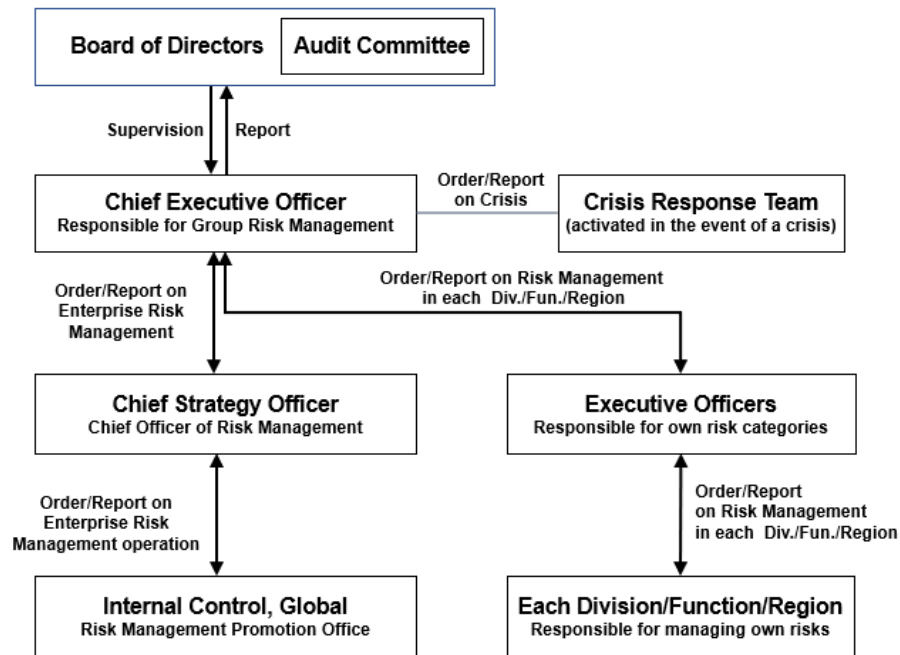 Board of Directors
Audit Committee
Supervision
Report
Chief Executive Officer
Responsible for Group Risk Management
Order/Report
on Crisis
Crisis Response Team
(activated in the event of a crisis)
Order/Report on
Enterprise Risk
Management
Order/Report on Risk Management
in each Div./Fun./Region
Chief Strategy Officer
Chief Officer of Risk Management
Executive Officers
Responsible for own risk categories
Order/Report on
Enterprise Risk
Management operation
Order/Report
on Risk Management
in each Div./Fun./Region
Internal Control, Global
Risk Management Promotion Office
Each Division/Function/Region
Responsible for managing own risks